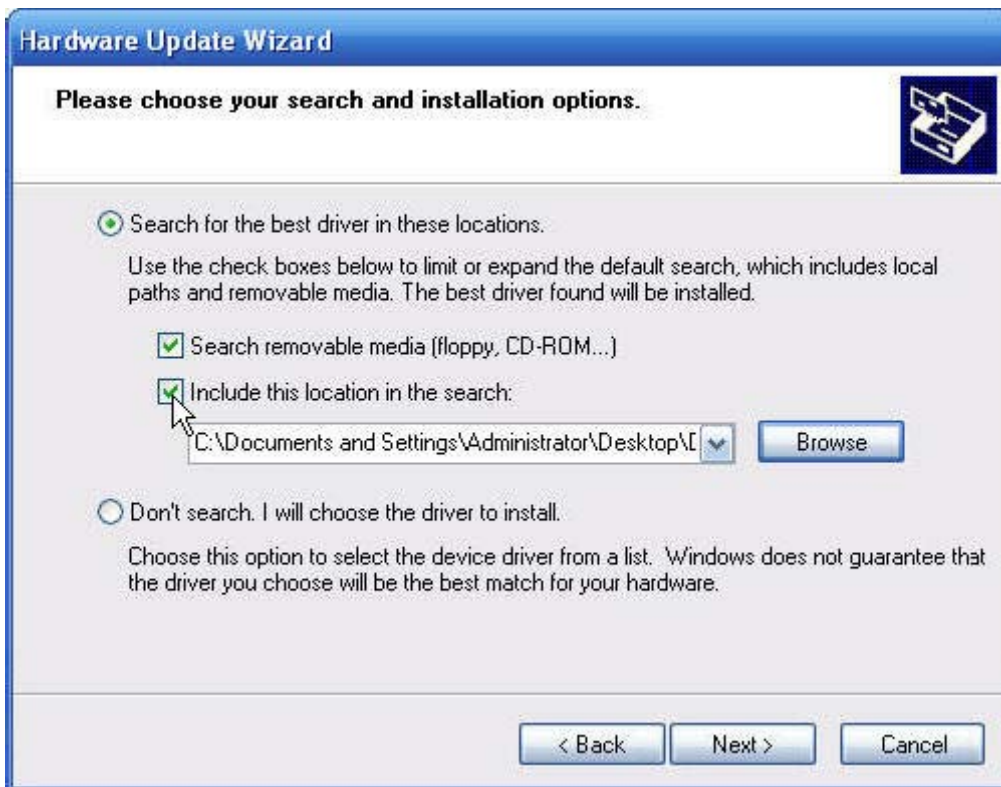 Hardware Update Wizard
Please choose your search and installation options.
Search for the best driver in these locations.
Use the check boxes below to limit or expand the default search, which includes local
paths and removable media. The best driver found will be installed.
Search removable media (floppy, CD-ROM...)
Include this location in the search:
C:\Documents and Settings\Administrator\Desktop\D
Browse
Don't search. I will choose the driver to install.
Choose this option to select the device driver from a list. Windows does not guarantee that
the driver you choose will be the best match for your hardware.
< Back
Next >
Cancel